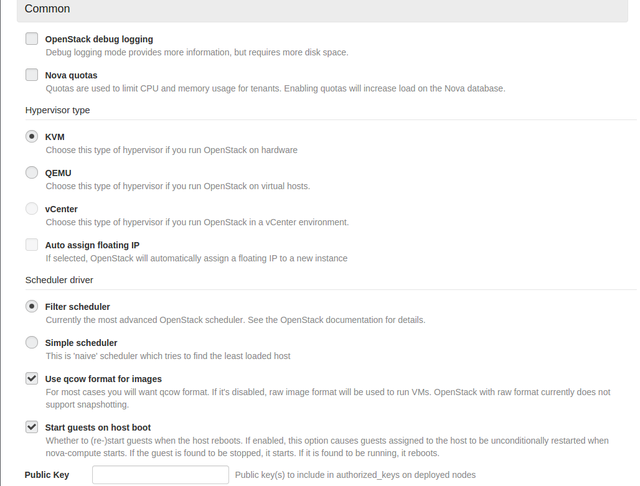 Common
OpenStack debug logging
Debug logging mode provides more information, but requires more disk space.
Nova quotas
Quotas are used to limit CPU and memory usage for tenants. Enabling quotas will increase load on the Nova database.
Hypervisor type
KVM
Choose this type of hypervisor if you run OpenStack on hardware
QEMU
Choose this type of hypervisor if you run OpenStack on virtual hosts.
vCenter
Choose this type of hypervisor if you run OpenStack in a vCenter environment.
Auto assign floating IP
If selected, OpenStack will automatically assign a floating IP to a new instance
Scheduler driver
Filter scheduler
Currently the most advanced OpenStack scheduler. See the OpenStack documentation for details.
Simple scheduler
This is 'naive' scheduler which tries to find the least loaded host
Use qcow format for images
For most cases you will want qcow format. If it's disabled, raw image format will be used to run VMs. OpenStack with raw format currently does not
support snapshotting.
Start guests on host boot
Whether to (re-)start guests when the host reboots. If enabled, this option causes guests assigned to the host to be unconditionally restarted when
nova-compute starts. If the guest is found to be stopped, it starts. If it is found to be running, it reboots.
Public Key Public key(s) to include in authorized_keys on deployed nodes